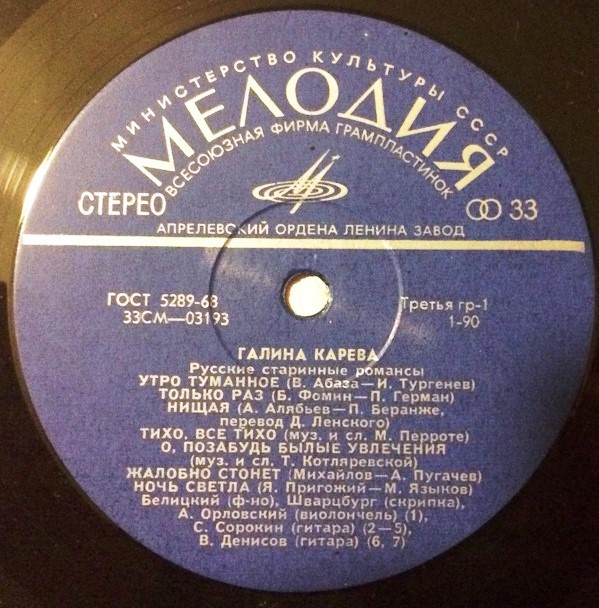 МИНИСТЕРСТВО КУЛЬТУРЫ СССР
МЕЛОДИЯ
ВСЕСОЮЗНАЯ ФИРМА ГРАМПЛАСТИНОК
СТЕРЕО
33
АПРЕЛЕВСКИЙ ОРДЕНА ЛЕНИНА ЗАВОД
ГОСТ 5289-68
Третья гр-1
33СМ—03193
1-90
ГАЛИНА КАРЕВА
Русские старинные романсы
УТРО ТУМАННОЕ (В. Абаза — И. Тургенев)
ТОЛЬКО РАЗ (Б. Фомин — П. Герман)
НИЩАЯ (А. Алябьев — П. Беранже,
перевод Д. Ленского)
ТИХО, ВСЕ ТИХО (муз. и сл. М. Перроте)
О, ПОЗАБУДЬ БЫЛЫЕ УВЛЕЧЕНИЯ
(муз. и сл. Т. Котляревской)
ЖАЛОБНО СТОНЕТ (Михайлов — А. Пугачев)
НОЧЬ СВЕТЛА (Я. Пригожий — М. Языков)
Белицкий (ф-но), Шварцбург (скрипка),
А. Орловский (виолончель) (1),
С. Сорокин (гитара) (2—5),
В. Денисов (гитара) (6, 7)